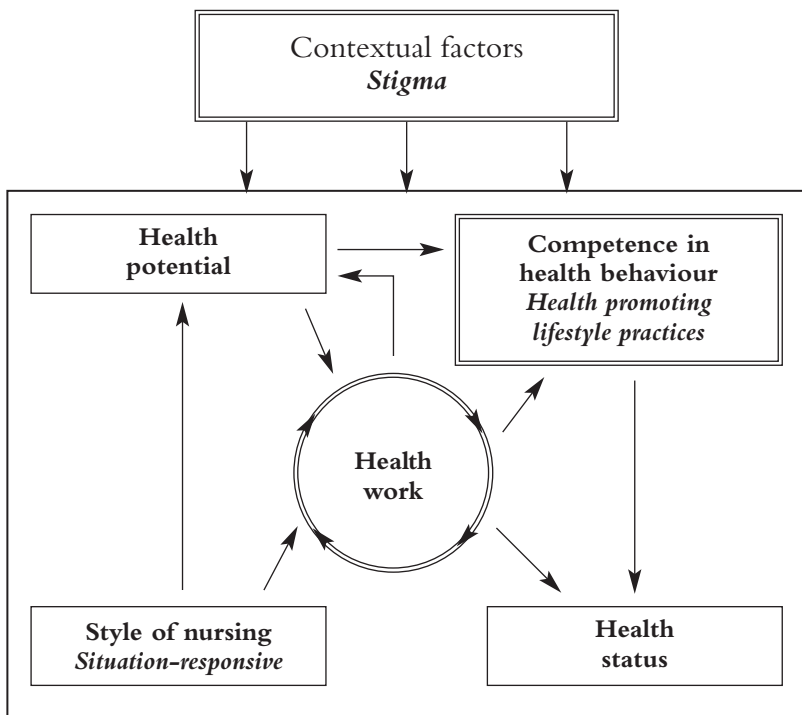 Contextual factors
Stigma
Health
potential
Competence in
health behaviour
Health promoting
lifestyle practices
Health
work
Style of nursing
Situation-responsive
Health
status